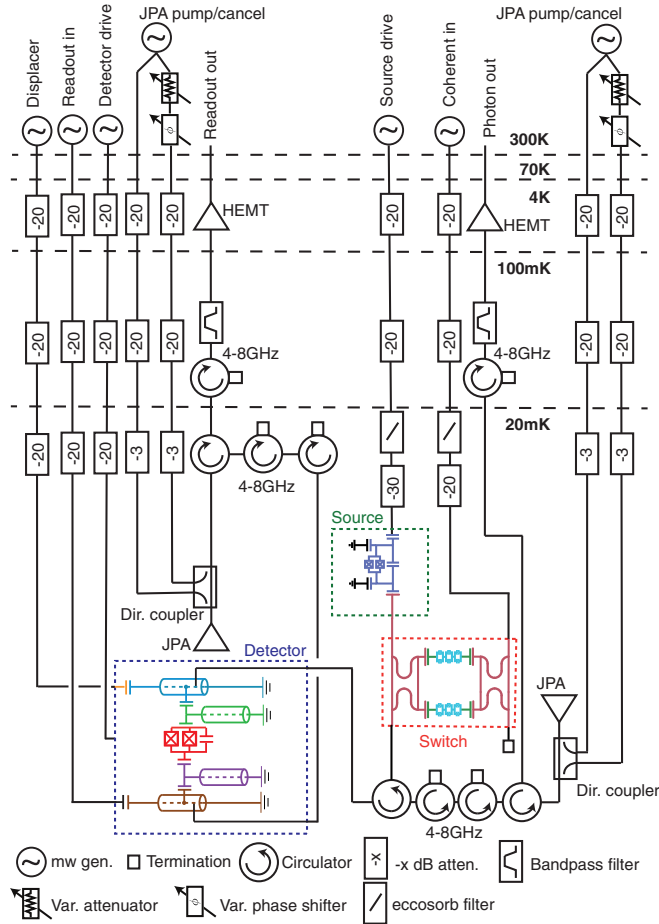 JPA pump/cancel
JPA pump/cancel
Displacer
Readout in
Detector drive
Readout out
Source drive
Coherent in
Photon out
ϕ
ϕ
300K
70K
4K
-20
-20
-20
-20
-20
HEMT
-20
-20
HEMT
-20
-20
100mK
-20
-20
-20
-20
-20
4-8GHz
-20
-20
4-8GHz
-20
-20
20mK
-20
-20
-20
-3
-3
4-8GHz
-30
-20
-3
-3
Source
Dir. coupler
JPA
Detector
Switch
JPA
Dir. coupler
4-8GHz
mw gen.
Termination
Circulator
-x
-x dB atten.
Bandpass filter
Var. attenuator
ϕ
Var. phase shifter
eccosorb filter